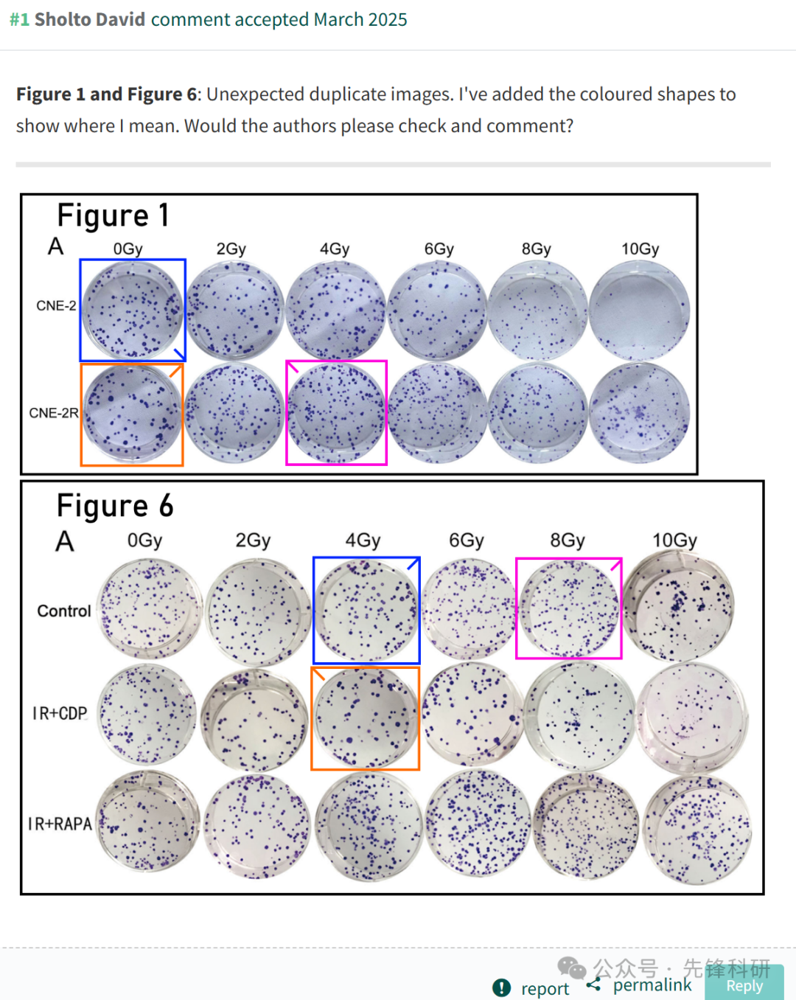 #1 Sholto David comment accepted March 2025
Figure 1 and Figure 6: Unexpected duplicate images. I've added the coloured shapes to
show where I mean. Would the authors please check and comment?
Figure 1
A 0Gy 2Gy 4Gy 6Gy 8Gy 10Gy
CNE-2
CNE-2R
Figure 6
A 0Gy 2Gy 4Gy 6Gy 8Gy 10Gy
Control
IR+CDP
IR+RAPA
公众号 · 先锋科研
report permalink Reply